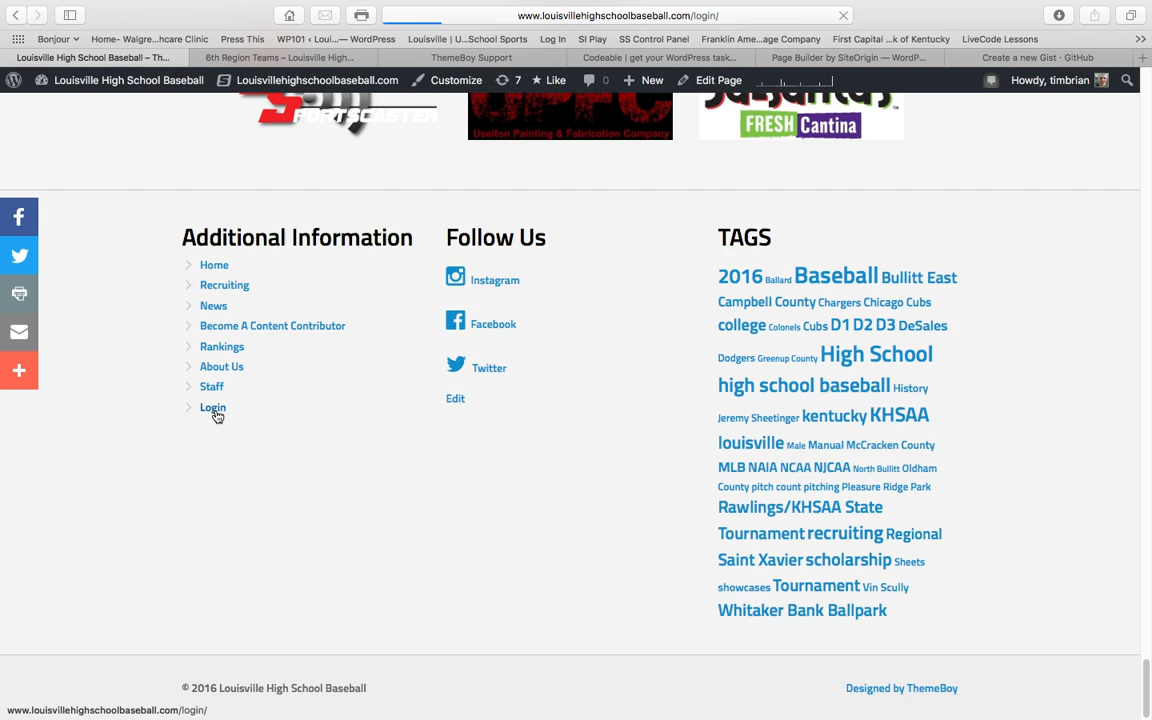 www.louisvillehighschoolbaseball.com/login/
Bonjour Home- Walgre...hcare Clinic Press This WP101 ‹ Loui... — WordPress Louisville | U...School Sports Log In SI Play SS Control Panel Franklin Ame...age Company First Capital ...k of Kentucky LiveCode Lessons
Louisville High School Baseball – Th... 6th Region Teams – Louisville High... ThemeBoy Support Codeable | get your WordPress task... Page Builder by SiteOrigin — WordP... Create a new Gist · GitHub
Louisville High School Baseball Louisvillehighschoolbaseball.com Customize 7 Like 0 New Edit Page Howdy, timbrian
SPORTSCASTER
Uselton Painting & Fabrication Company
FRESH Cantina
Additional Information
Home
Recruiting
News
Become A Content Contributor
Rankings
About Us
Staff
Login
Follow Us
Instagram
Facebook
Twitter
Edit
TAGS
2016 Ballard Baseball Bullitt East
Campbell County Chargers Chicago Cubs
college Colonels Cubs D1 D2 D3 DeSales
Dodgers Greenup County High School
high school baseball History
Jeremy Sheetinger kentucky KHSAA
louisville Male Manual McCracken County
MLB NAIA NCAA NJCAA North Bullitt Oldham
County pitch count pitching Pleasure Ridge Park
Rawlings/KHSAA State
Tournament recruiting Regional
Saint Xavier scholarship Sheets
showcases Tournament Vin Scully
Whitaker Bank Ballpark
© 2016 Louisville High School Baseball
Designed by ThemeBoy
www.louisvillehighschoolbaseball.com/login/